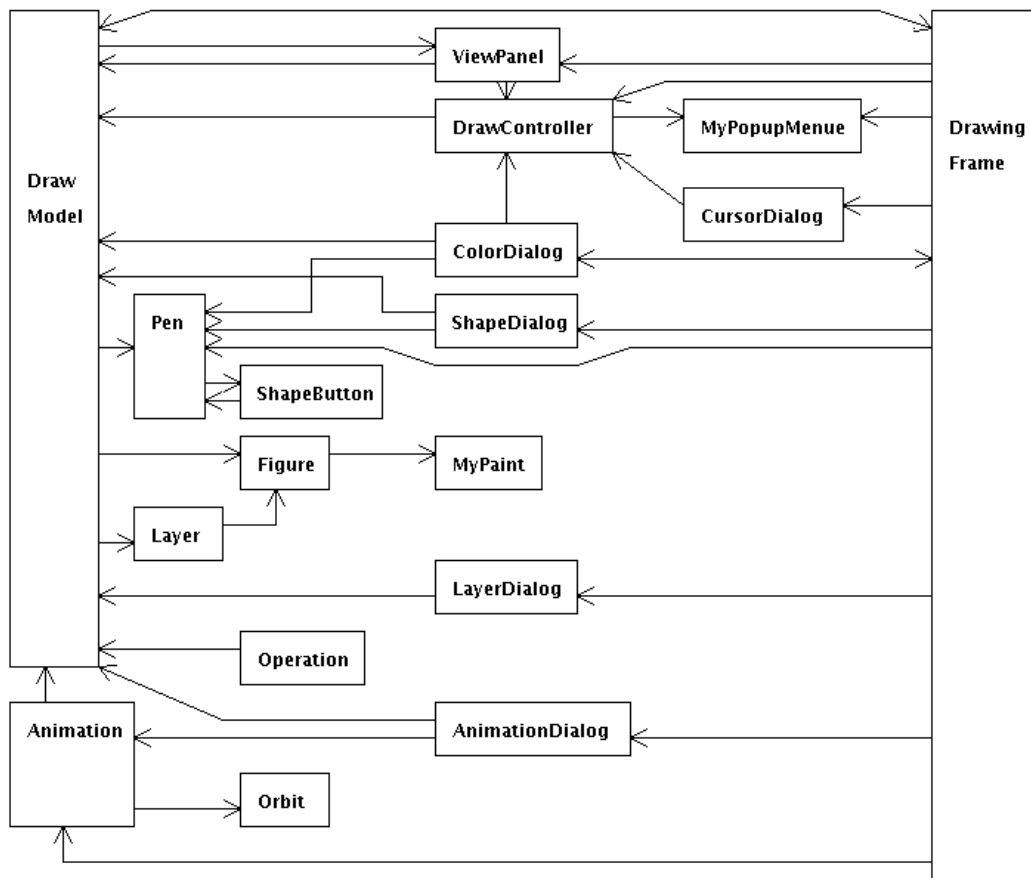 ViewPanel
DrawController
MyPopupMenue
Drawing
Frame
Draw
Model
CursorDialog
ColorDialog
Pen
ShapeDialog
ShapeButton
Figure
MyPaint
Layer
LayerDialog
Operation
Animation
AnimationDialog
Orbit